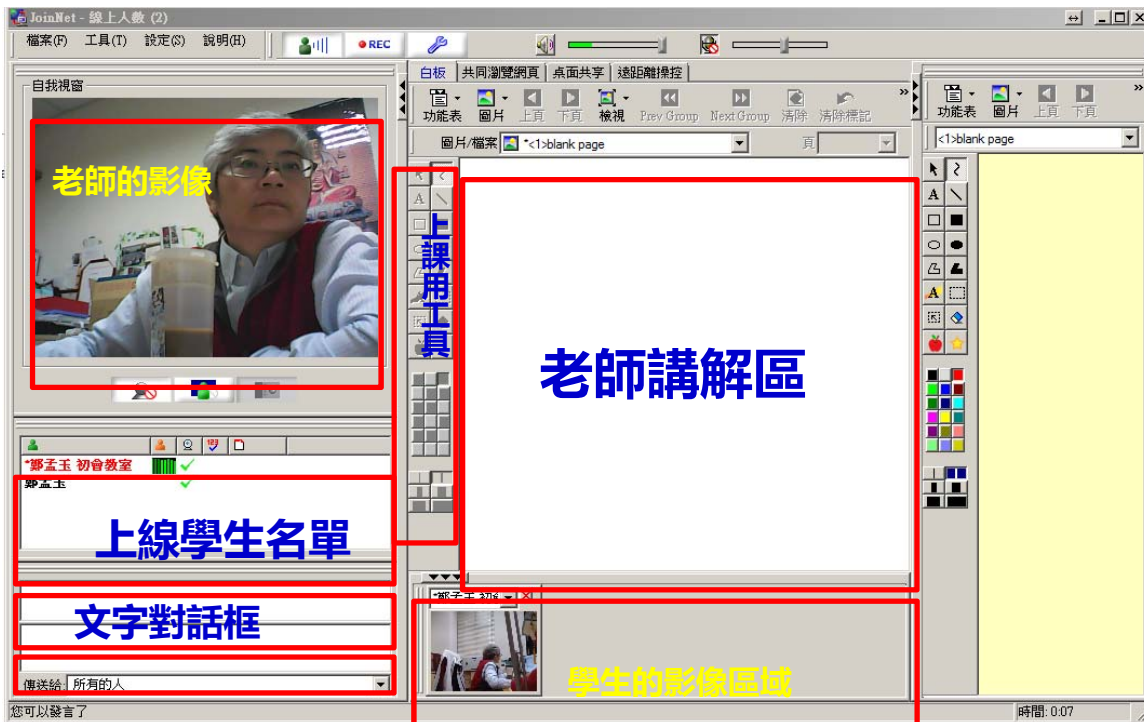 JoinNet - 線上人數 (2)
檔案(F) 工具(T) 設定(S) 說明(H)
REC
自我視窗
老師的影像
白板 共同瀏覽網頁 桌面共享 遠距離操控
功能表 圖片 上頁 下頁 檢視 Prev Group Next Group 清除 清除標記 »
圖片/檔案 *<1>blank page 頁
上課用工具
老師講解區
功能表 圖片 上頁 下頁 »
<1>blank page
A
A
*鄭孟玉 初會教室
鄭孟玉
上線學生名單
文字對話框
傳送給: 所有的人
學生的影像區域
您可以發言了
時間: 0:07